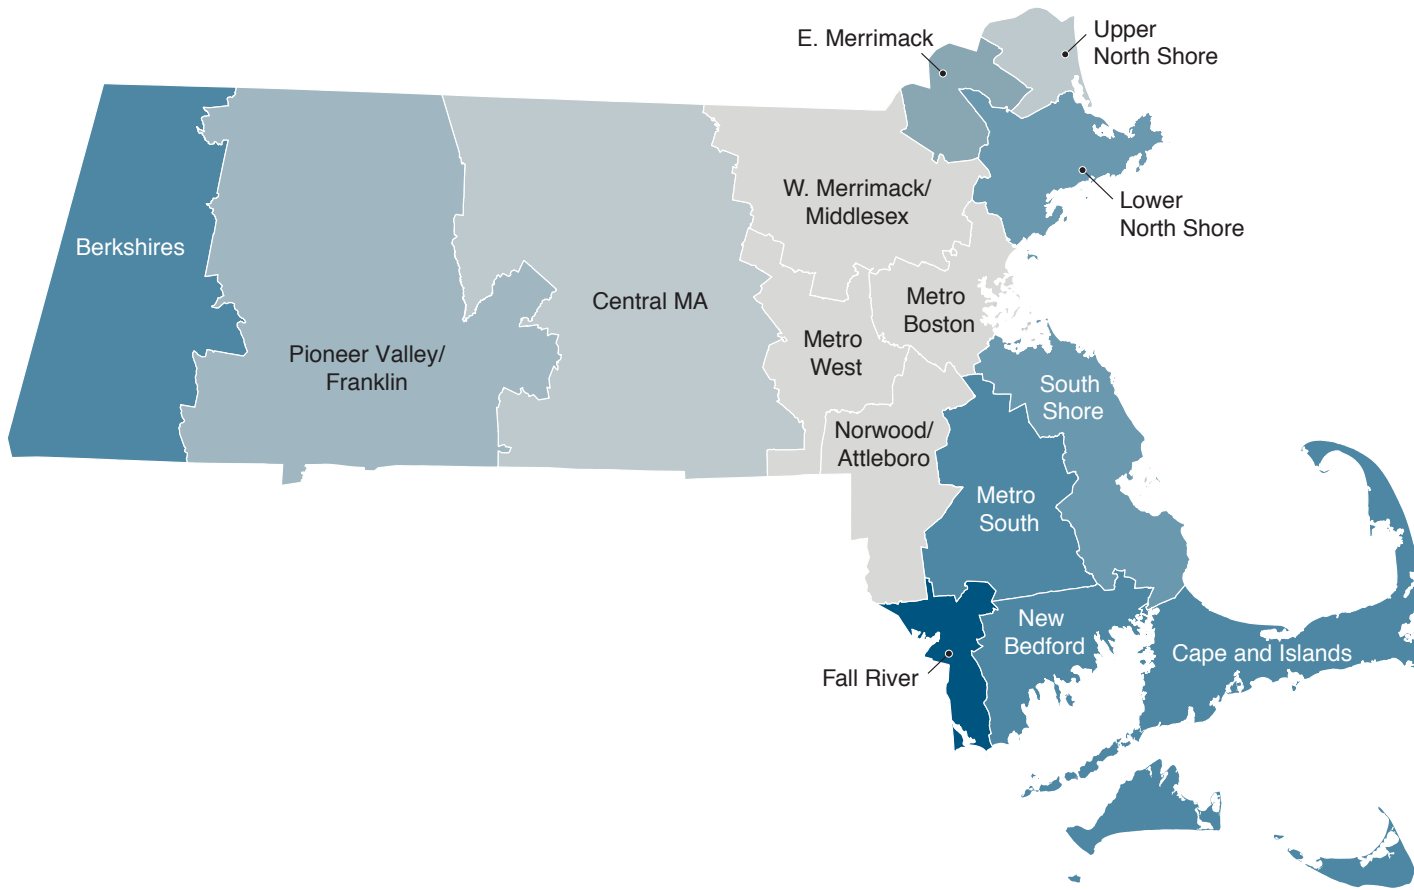 E. Merrimack
Upper
North Shore
W. Merrimack/
Middlesex
Lower
North Shore
Berkshires
Central MA
Metro
Boston
Pioneer Valley/
Franklin
Metro
West
South
Shore
Norwood/
Attleboro
Metro
South
New
Bedford
Cape and Islands
Fall River